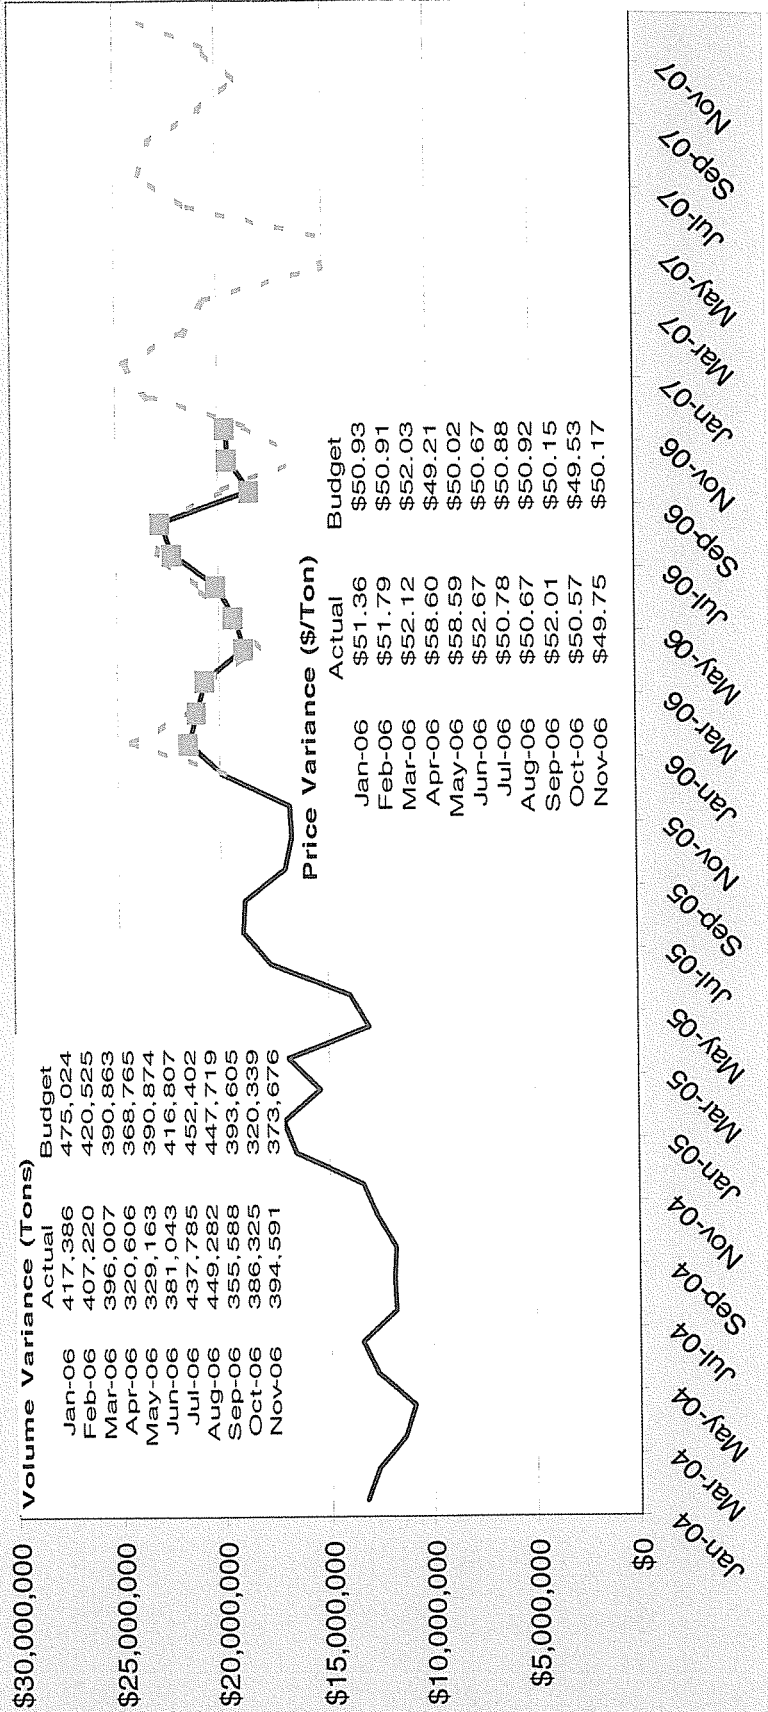 $30,000,000
$25,000,000
$20,000,000
$15,000,000
$10,000,000
$5,000,000
$0
Volume Variance (Tons)
Actual Budget
Jan-06 417,386 475,024
Feb-06 407,220 420,525
Mar-06 396,007 390,863
Apr-06 320,606 368,765
May-06 329,163 390,874
Jun-06 381,043 416,807
Jul-06 437,785 452,402
Aug-06 449,282 447,719
Sep-06 355,588 393,605
Oct-06 386,325 320,339
Nov-06 394,591 373,676
Price Variance ($/Ton)
Actual Budget
Jan-06 $51.36 $50.93
Feb-06 $51.79 $50.91
Mar-06 $52.12 $52.03
Apr-06 $58.60 $49.21
May-06 $58.59 $50.02
Jun-06 $52.67 $50.67
Jul-06 $50.78 $50.88
Aug-06 $50.67 $50.92
Sep-06 $52.01 $50.15
Oct-06 $50.57 $49.53
Nov-06 $49.75 $50.17
Jan-04
Mar-04
May-04
Jul-04
Sep-04
Nov-04
Jan-05
Mar-05
May-05
Jul-05
Sep-05
Nov-05
Jan-06
Mar-06
May-06
Jul-06
Sep-06
Nov-06
Jan-07
Mar-07
May-07
Jul-07
Sep-07
Nov-07